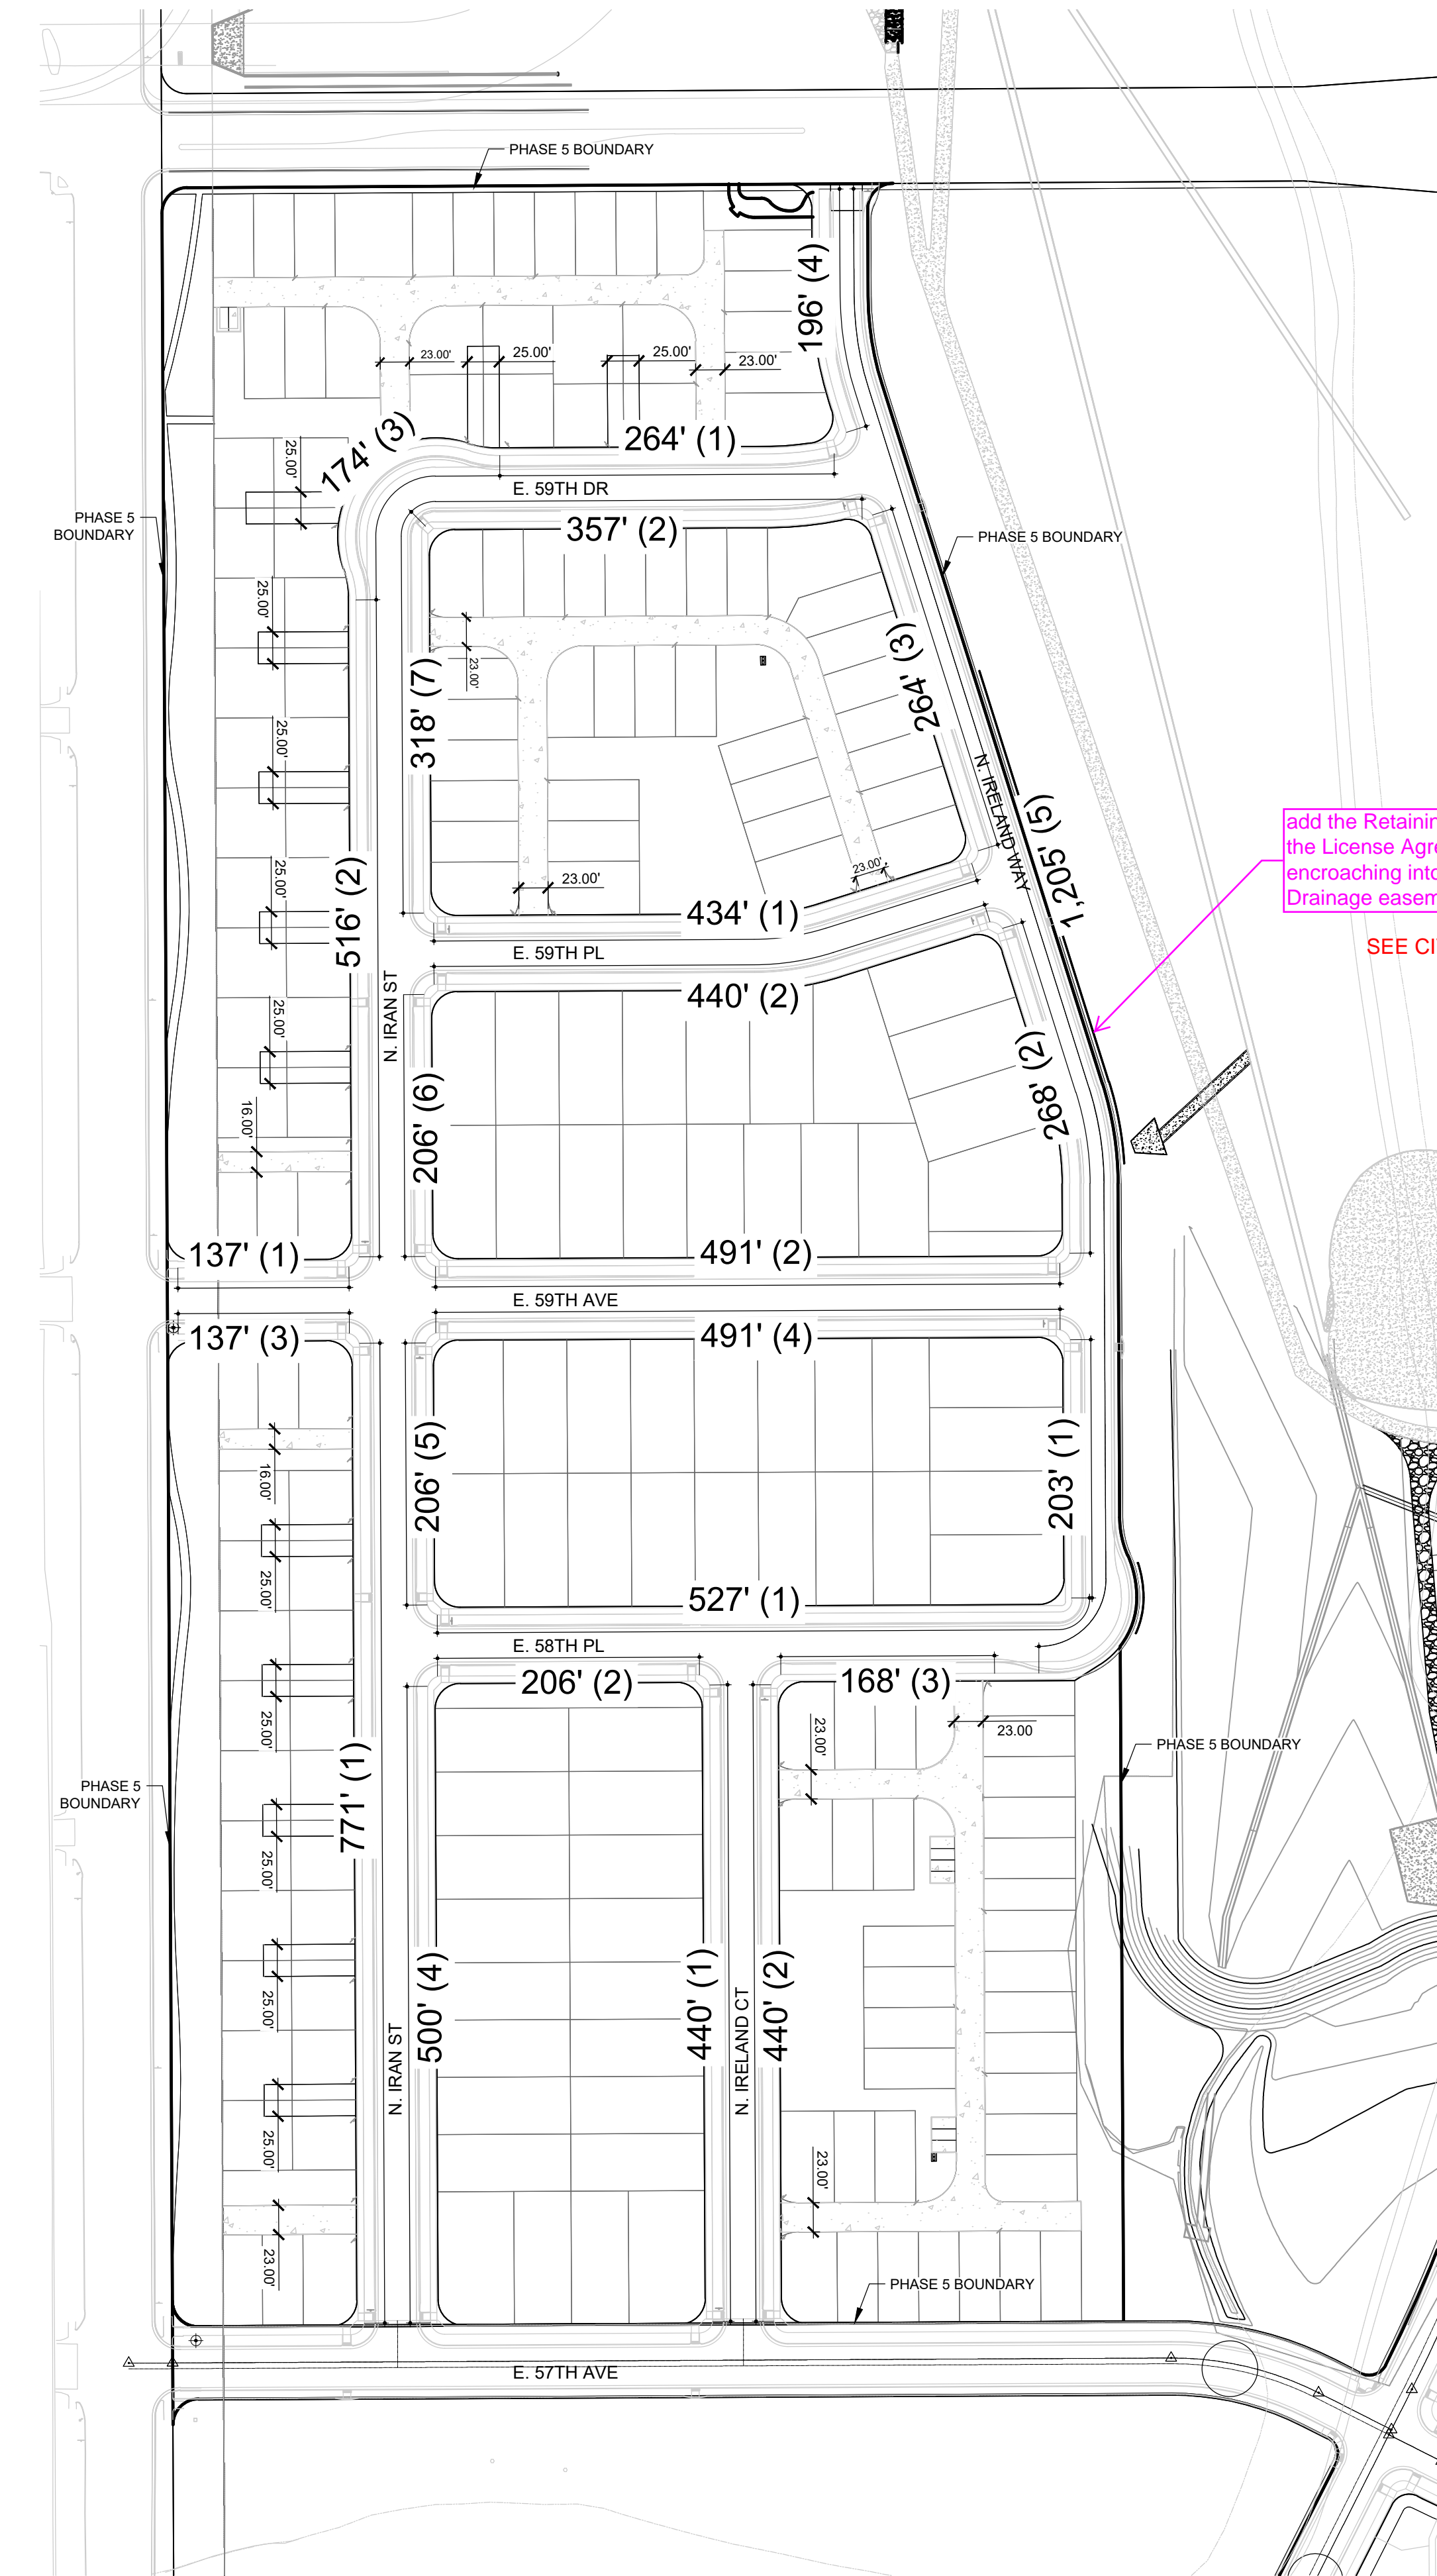 PHASE 5 BOUNDARY
196' (4)
23.00'
25.00'
25.00'
23.00'
174' (3)
264' (1)
25.00'
E. 59TH DR
PHASE 5
BOUNDARY
357' (2)
PHASE 5 BOUNDARY
25.00'
23.00'
318' (7)
264' (3)
25.00'
N. IRELAND WAY
1,205' (5)
add the Retainin
the License Agre
encroaching into
Drainage easem
SEE CI
25.00'
516' (2)
23.00'
23.00'
434' (1)
E. 59TH PL
440' (2)
N. IRAN ST
25.00'
16.00'
206' (6)
268' (2)
137' (1)
491' (2)
E. 59TH AVE
137' (3)
491' (4)
16.00'
206' (5)
203' (1)
25.00'
527' (1)
E. 58TH PL
206' (2)
168' (3)
25.00'
23.00'
23.00
PHASE 5 BOUNDARY
PHASE 5
BOUNDARY
771' (1)
25.00'
25.00'
500' (4)
440' (1)
440' (2)
N. IRAN ST
N. IRELAND CT
25.00'
23.00'
23.00'
PHASE 5 BOUNDARY
E. 57TH AVE